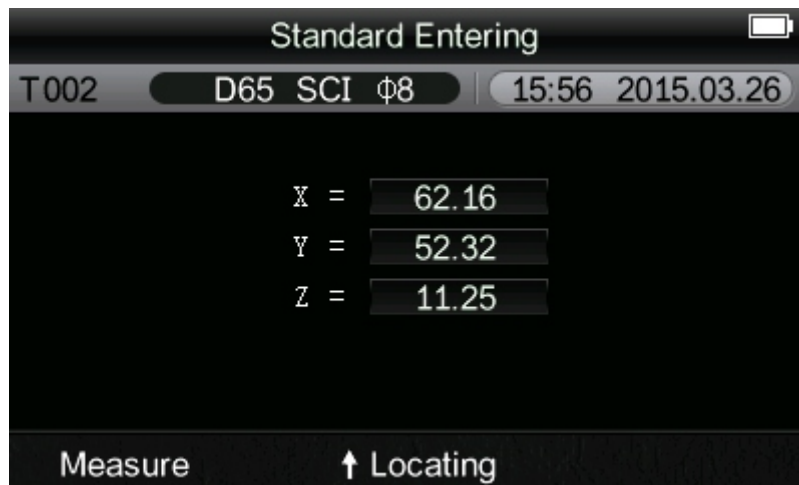 Standard Entering
T002 D65 SCI Φ8 15:56 2015.03.26
X = 62.16
Y = 52.32
Z = 11.25
Measure ↑ Locating